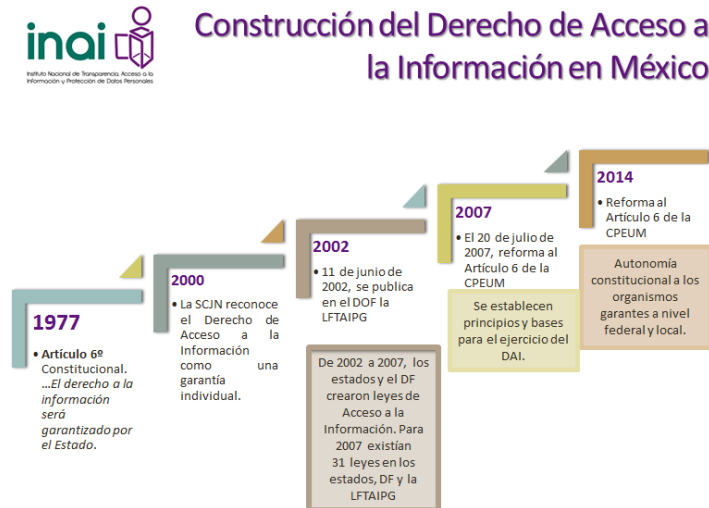 inai
Instituto Nacional de Transparencia, Acceso a la
Información y Protección de Datos Personales
Construcción del Derecho de Acceso a
la Información en México
1977
• Artículo 6º
Constitucional.
...El derecho a la
información
será
garantizado por
el Estado.
2000
• La SCJN reconoce
el Derecho de
Acceso a la
Información
como una
garantía
individual.
2002
• 11 de junio de
2002, se publica
en el DOF la
LFTAIPG
De 2002 a 2007, los
estados y el DF
crearon leyes de
Acceso a la
Información. Para
2007 existían
31 leyes en los
estados, DF y la
LFTAIPG
2007
• El 20 de julio de
2007, reforma al
Artículo 6 de la
CPEUM
Se establecen
principios y bases
para el ejercicio del
DAI.
2014
• Reforma al
Artículo 6 de la
CPEUM
Autonomía
constitucional a los
organismos
garantes a nivel
federal y local.